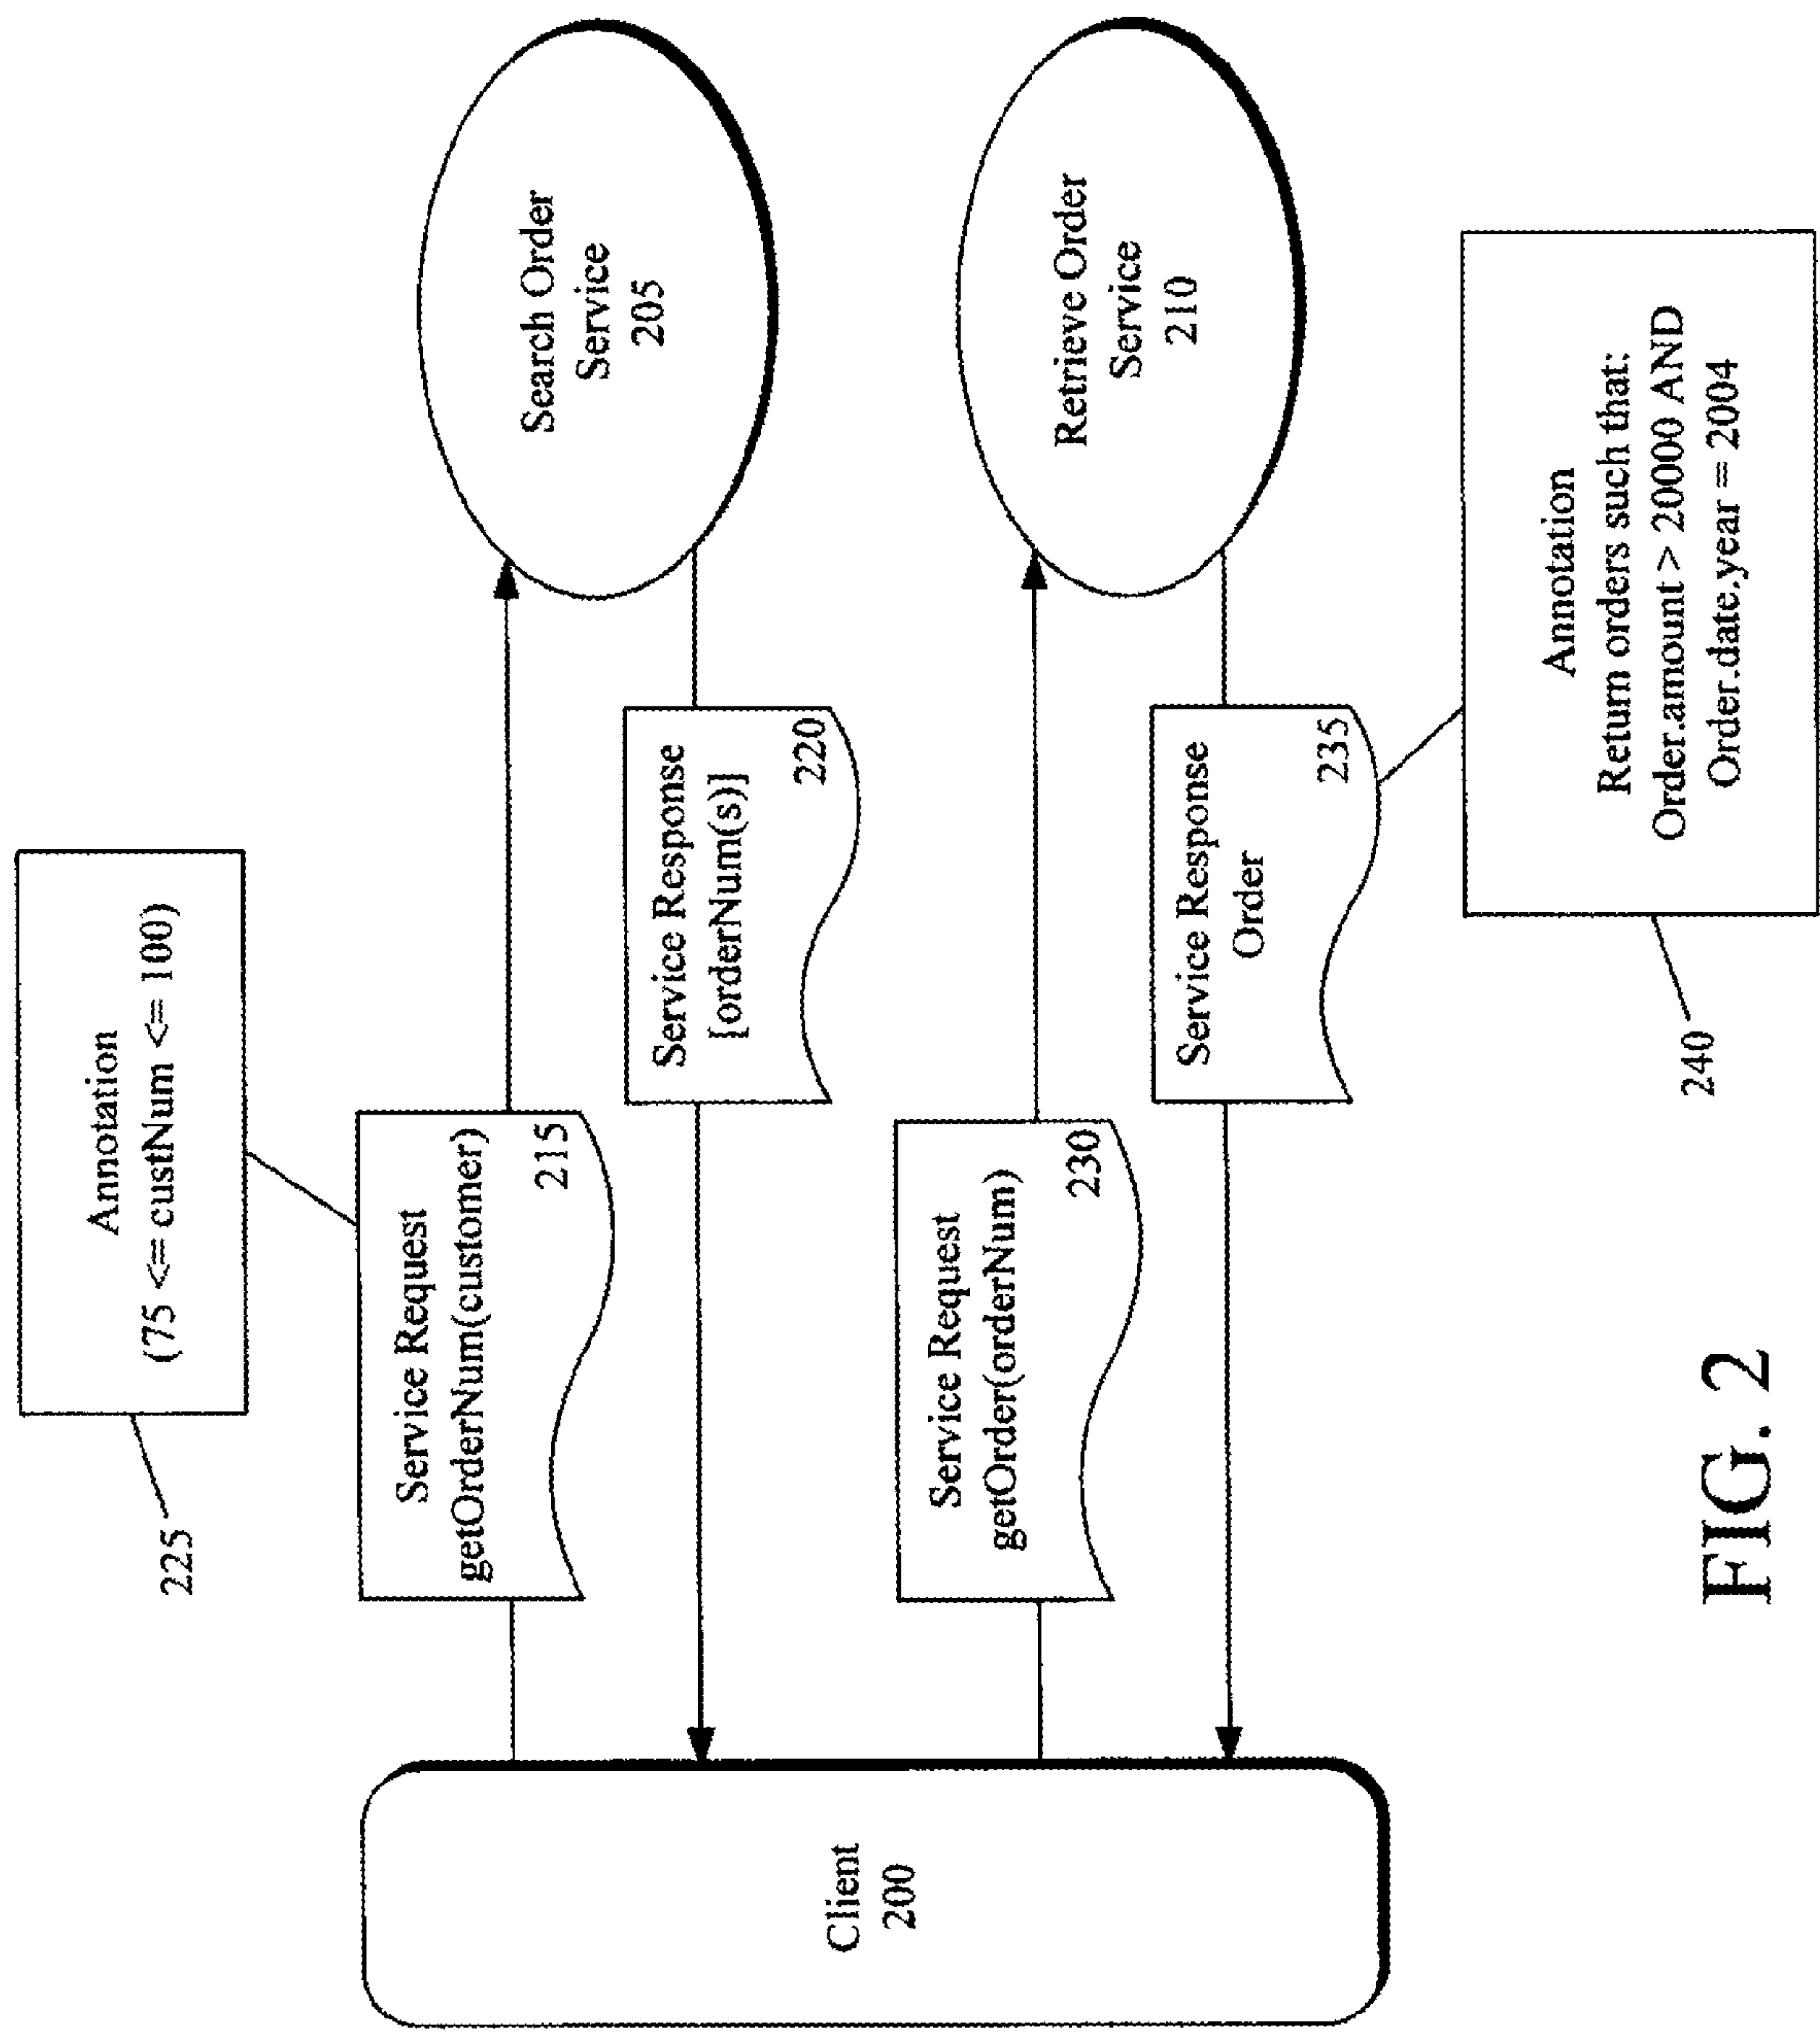 Annotation
(75 <= custNum <= 100)
225
Service Request
getOrderNum(customer)
215
Search Order
Service
205
Service Response
[orderNum(s)]
220
Client
200
Service Request
getOrder(orderNum)
230
Retrieve Order
Service
210
Service Response
Order
235
240
Annotation
Return orders such that:
Order.amount > 20000 AND
Order.date.year = 2004
FIG. 2